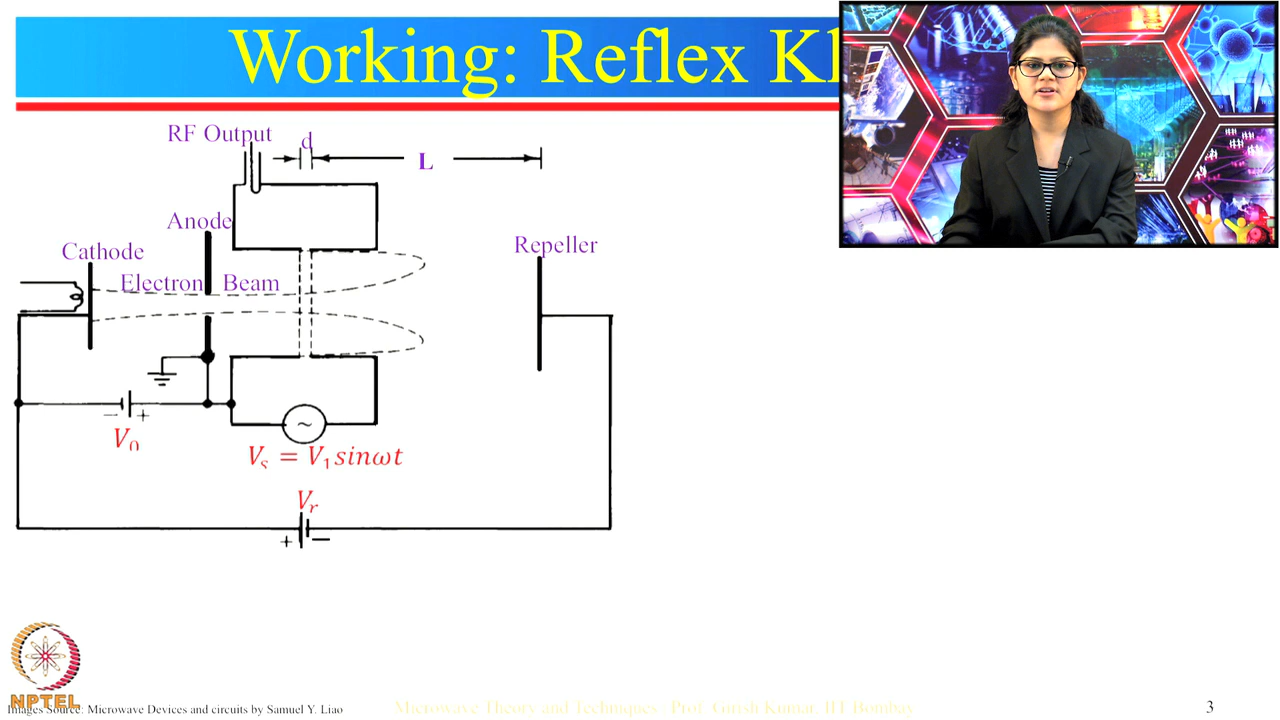 Working: Reflex Kl
RF Output
d
L
Anode
Cathode
Repeller
Electron Beam
− +
V₀
~
Vₛ = V₁sinωt
Vᵣ
+ −
NPTEL
Images Source: Microwave Devices and circuits by Samuel Y. Liao
Microwave Theory and Techniques : Prof. Girish Kumar, IIT Bombay
3